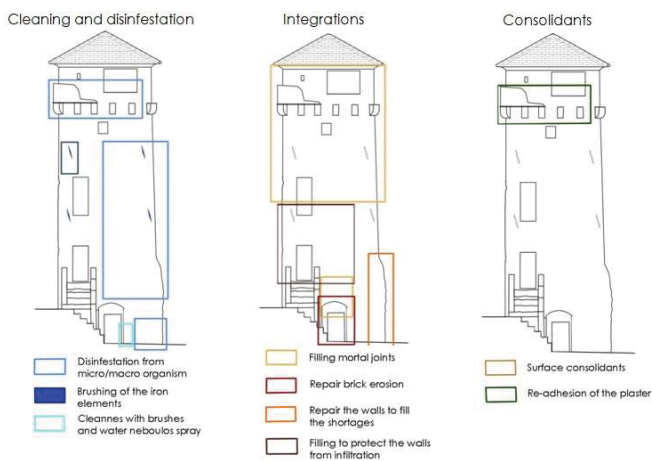 Cleaning and disinfestation
Integrations
Consolidants
Disinfestation from
micro/macro organism
Brushing of the iron
elements
Cleannes with brushes
and water neboulos spray
Filling mortal joints
Repair brick erosion
Repair the walls to fill
the shortages
Filling to protect the walls
from infiltration
Surface consolidants
Re-adhesion of the plaster